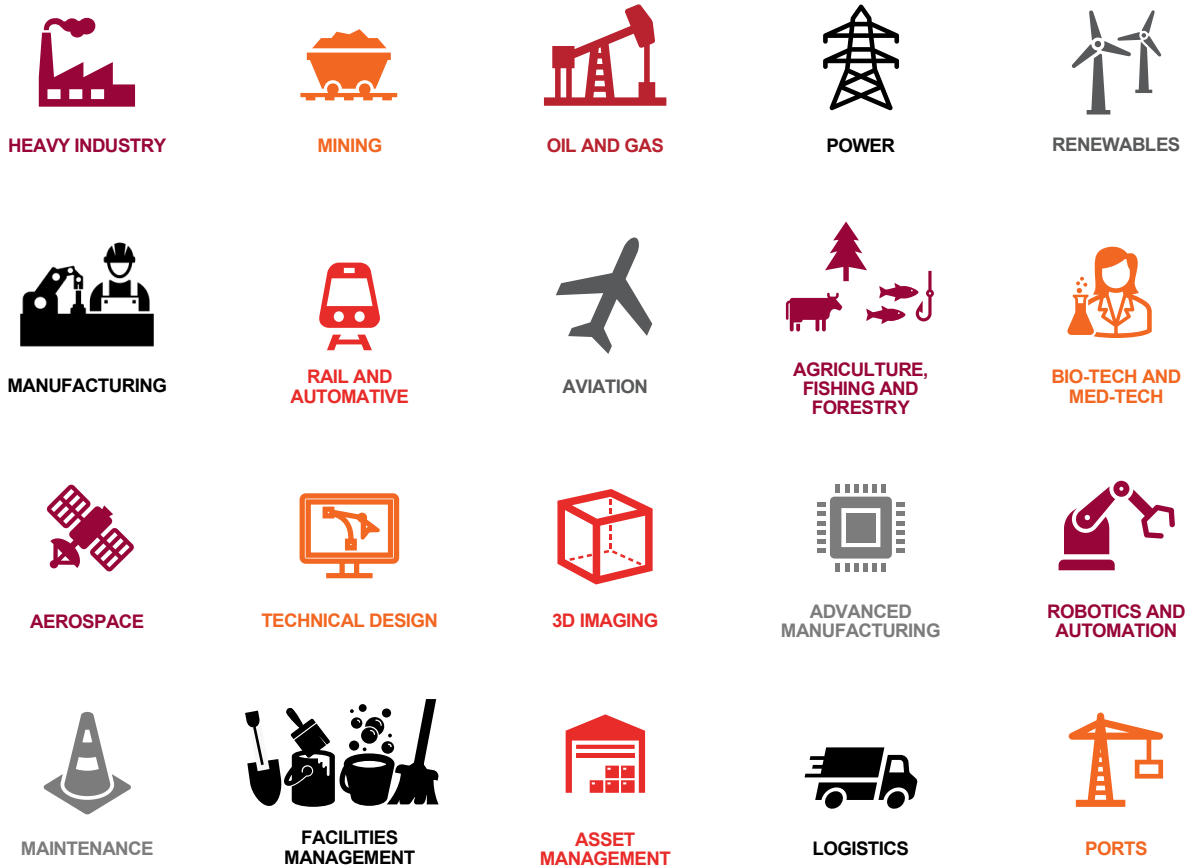 HEAVY INDUSTRY
MINING
OIL AND GAS
POWER
RENEWABLES
MANUFACTURING
RAIL AND
AUTOMATIVE
AVIATION
AGRICULTURE,
FISHING AND
FORESTRY
BIO-TECH AND
MED-TECH
AEROSPACE
TECHNICAL DESIGN
3D IMAGING
ADVANCED
MANUFACTURING
ROBOTICS AND
AUTOMATION
MAINTENANCE
FACILITIES
MANAGEMENT
ASSET
MANAGEMENT
LOGISTICS
PORTS